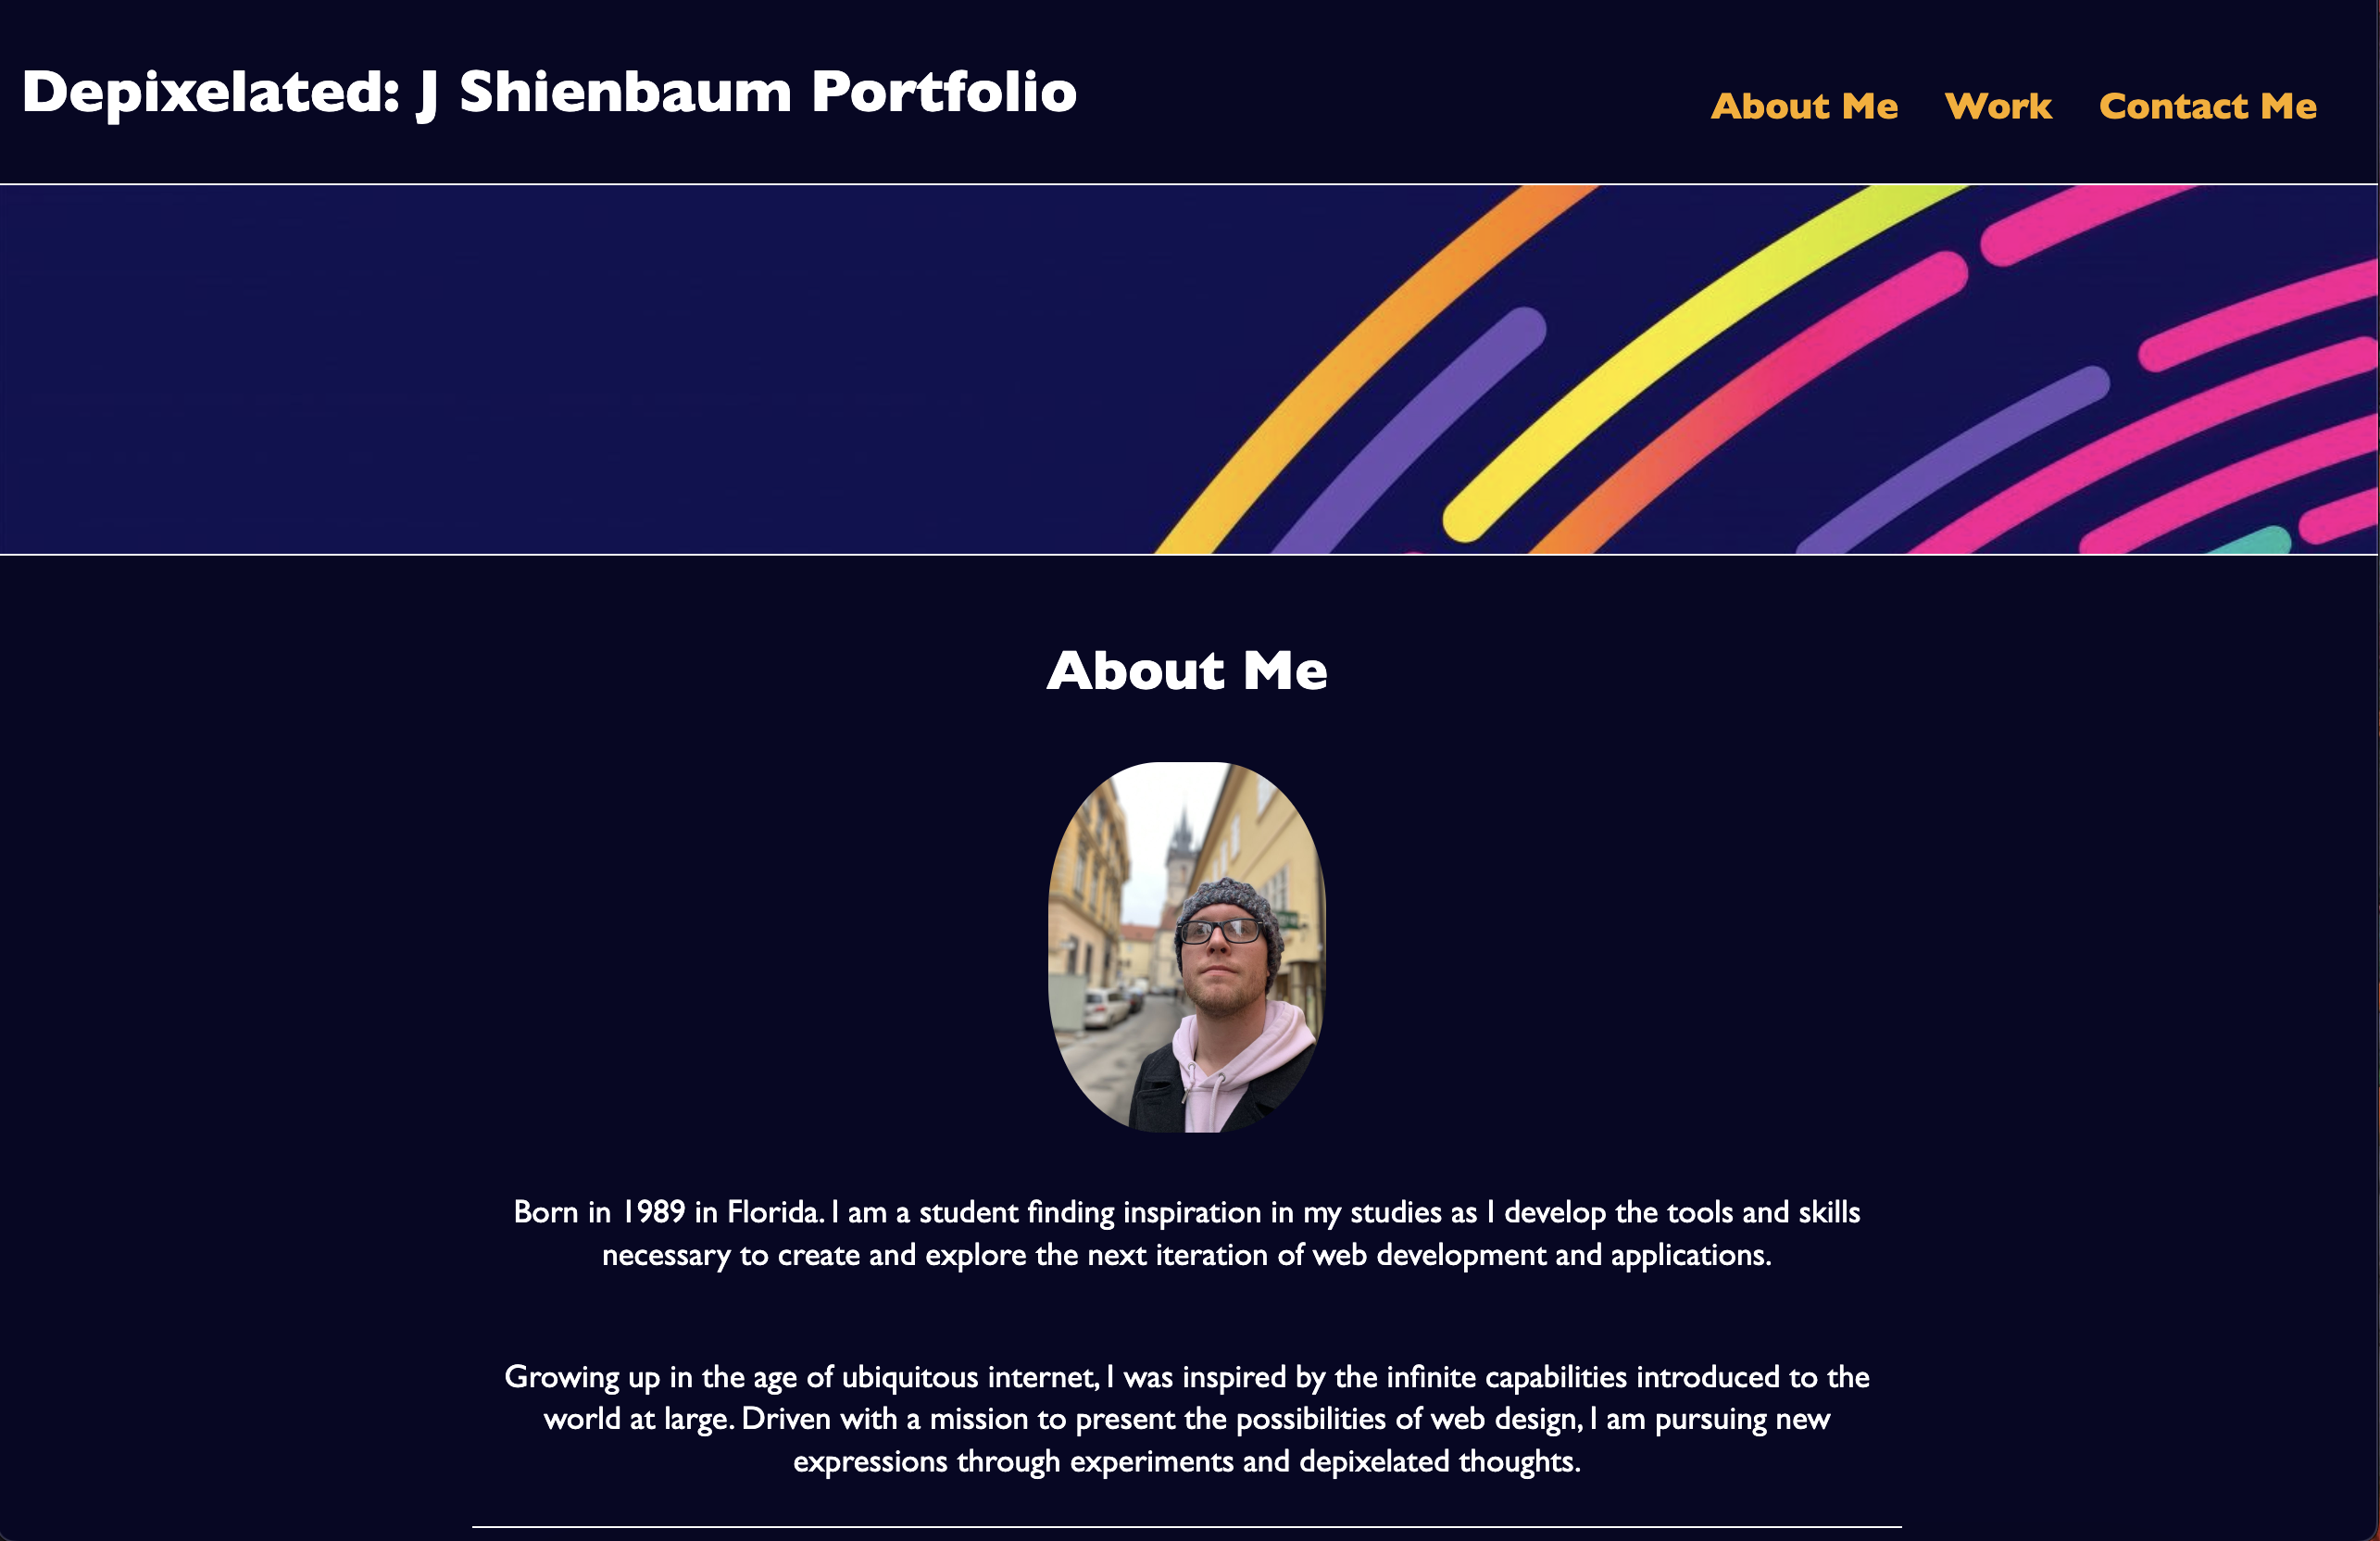 Depixelated: J Shienbaum Portfolio
About Me Work Contact Me
About Me
Born in 1989 in Florida. I am a student finding inspiration in my studies as I develop the tools and skills
necessary to create and explore the next iteration of web development and applications.
Growing up in the age of ubiquitous internet, I was inspired by the infinite capabilities introduced to the
world at large. Driven with a mission to present the possibilities of web design, I am pursuing new
expressions through experiments and depixelated thoughts.